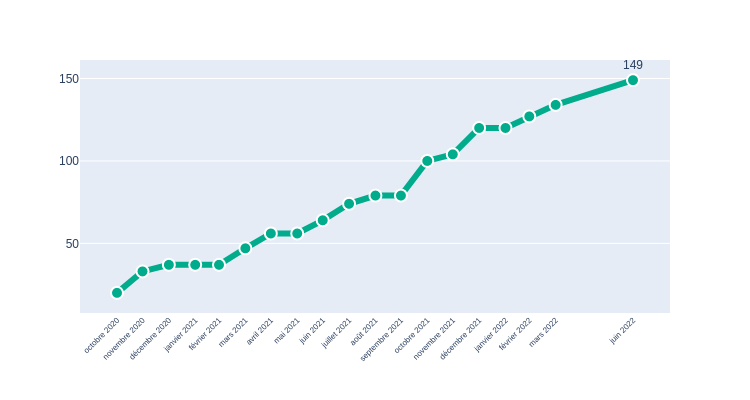 149
150
100
50
octobre 2020
novembre 2020
décembre 2020
janvier 2021
février 2021
mars 2021
avril 2021
mai 2021
juin 2021
juillet 2021
août 2021
septembre 2021
octobre 2021
novembre 2021
décembre 2021
janvier 2022
février 2022
mars 2022
juin 2022